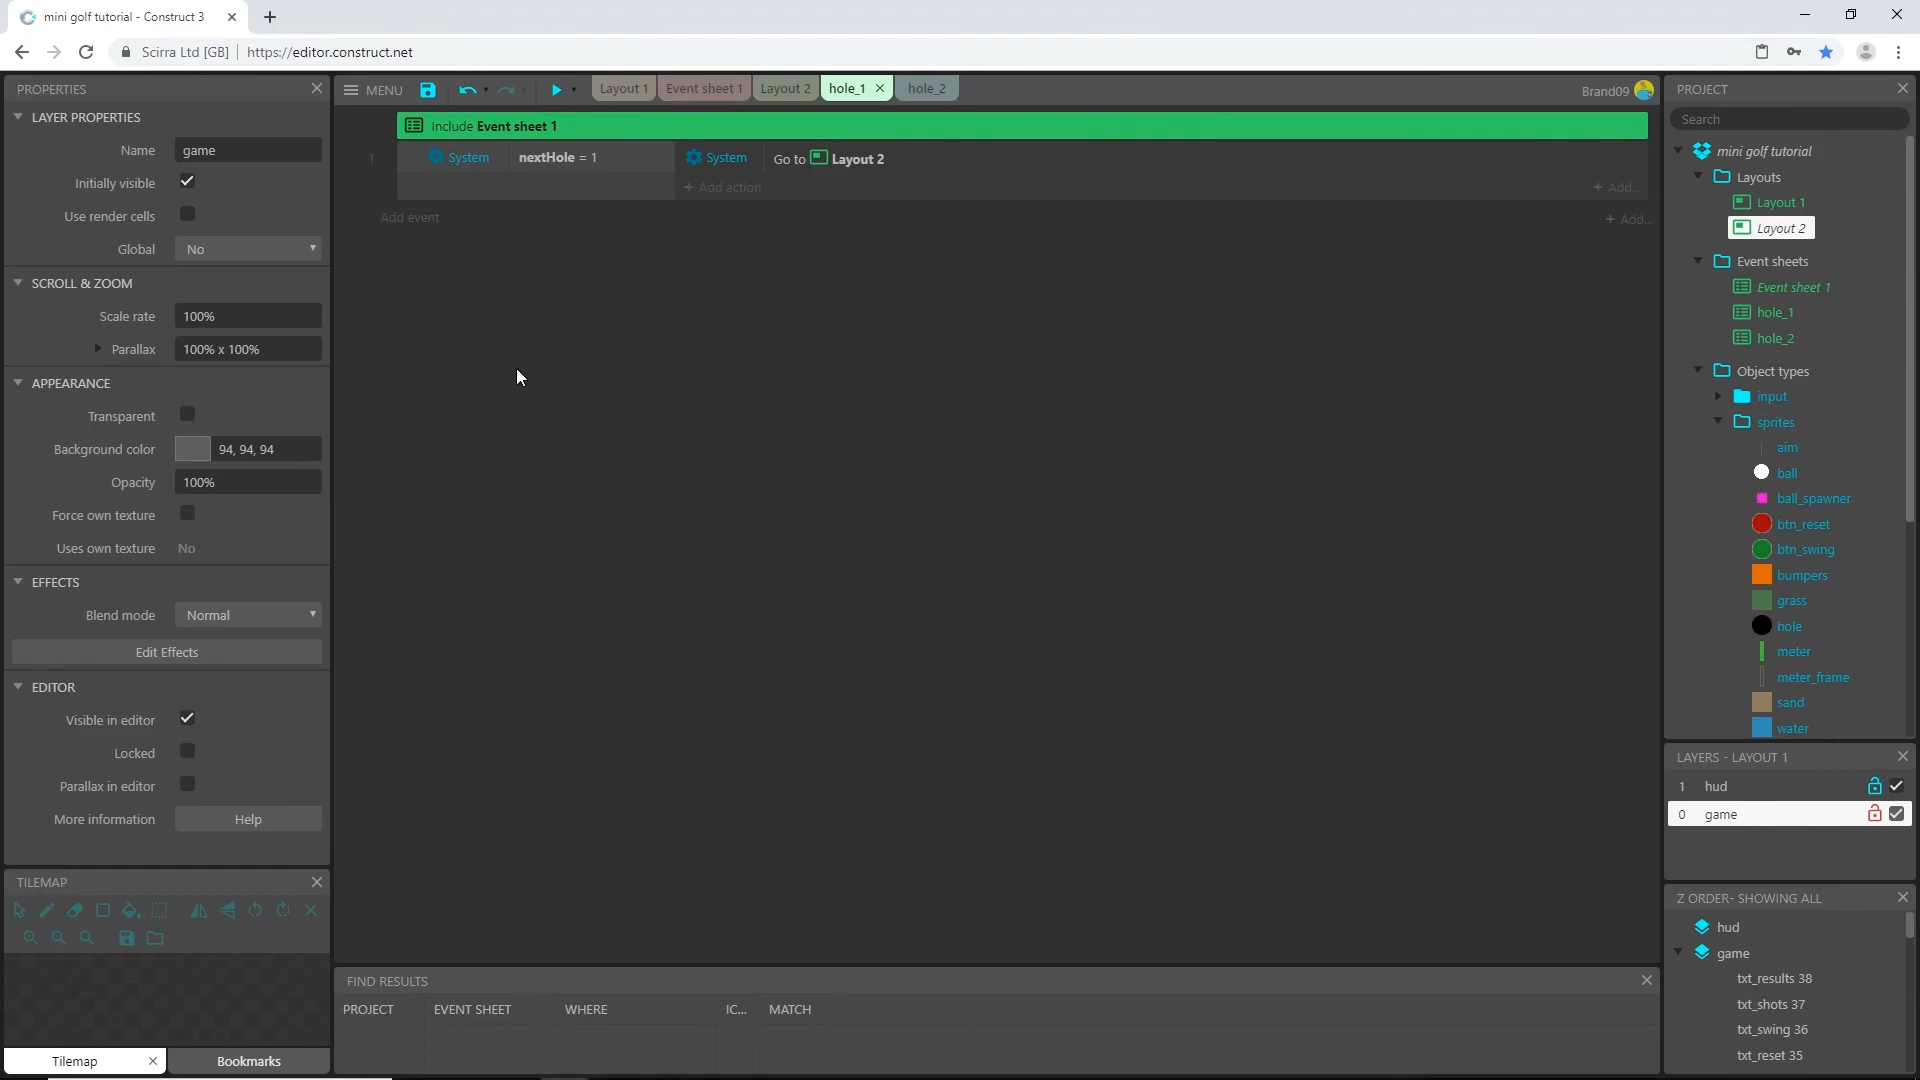 mini golf tutorial - Construct 3
Scirra Ltd [GB] | https://editor.construct.net
PROPERTIES
LAYER PROPERTIES
Name game
Initially visible
Use render cells
Global No
SCROLL & ZOOM
Scale rate 100%
Parallax 100% x 100%
APPEARANCE
Transparent
Background color 94, 94, 94
Opacity 100%
Force own texture
Uses own texture No
EFFECTS
Blend mode Normal
Edit Effects
EDITOR
Visible in editor
Locked
Parallax in editor
More information Help
TILEMAP
Tilemap Bookmarks
MENU Layout 1 Event sheet 1 Layout 2 hole_1 hole_2 Brand09
Include Event sheet 1
1 System nextHole = 1 System Go to Layout 2
+ Add action + Add...
Add event + Add...
FIND RESULTS
PROJECT EVENT SHEET WHERE IC... MATCH
PROJECT
Search
mini golf tutorial
Layouts
Layout 1
Layout 2
Event sheets
Event sheet 1
hole_1
hole_2
Object types
input
sprites
aim
ball
ball_spawner
btn_reset
btn_swing
bumpers
grass
hole
meter
meter_frame
sand
water
LAYERS - LAYOUT 1
1 hud
0 game
Z ORDER- SHOWING ALL
hud
game
txt_results 38
txt_shots 37
txt_swing 36
txt_reset 35